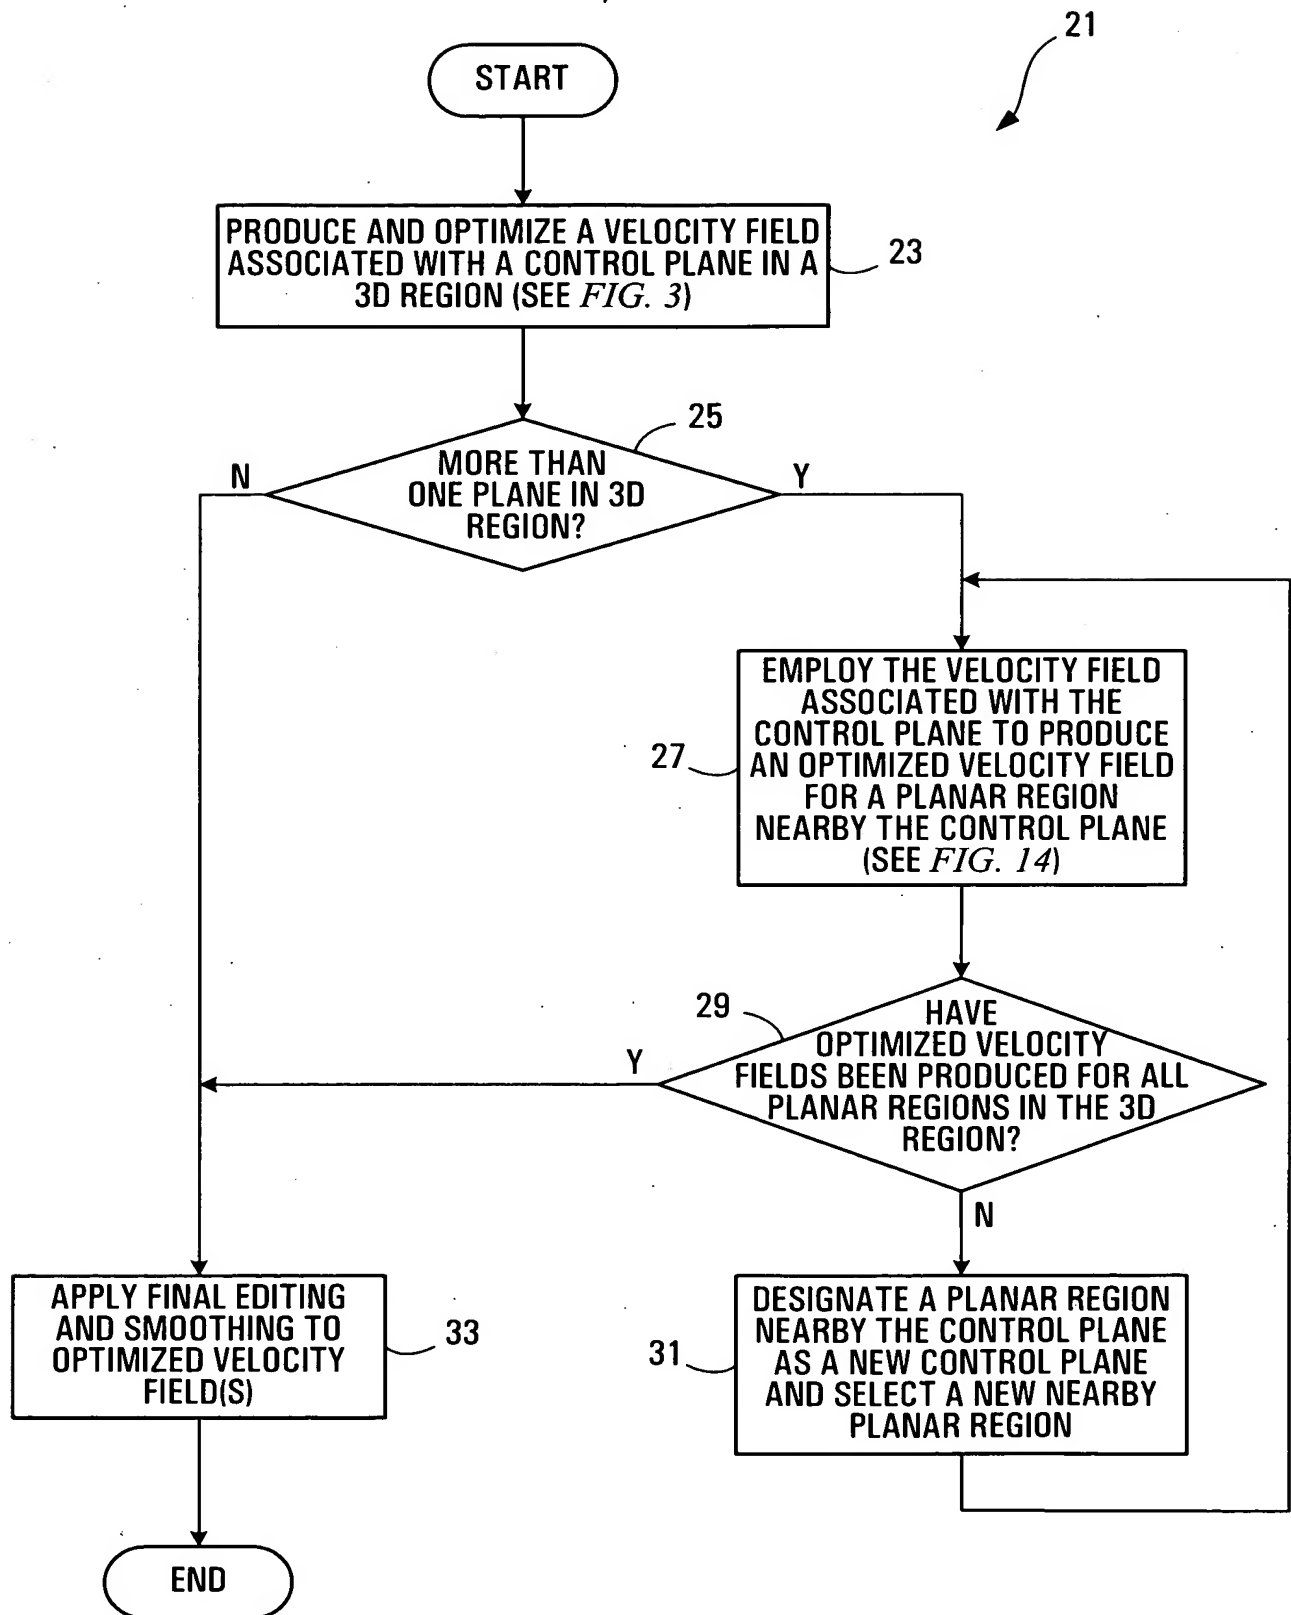 21
START
PRODUCE AND OPTIMIZE A VELOCITY FIELD
ASSOCIATED WITH A CONTROL PLANE IN A
3D REGION (SEE FIG. 3)
23
25
MORE THAN
ONE PLANE IN 3D
REGION?
N
Y
EMPLOY THE VELOCITY FIELD
ASSOCIATED WITH THE
CONTROL PLANE TO PRODUCE
AN OPTIMIZED VELOCITY FIELD
FOR A PLANAR REGION
NEARBY THE CONTROL PLANE
(SEE FIG. 14)
27
29
HAVE
OPTIMIZED VELOCITY
FIELDS BEEN PRODUCED FOR ALL
PLANAR REGIONS IN THE 3D
REGION?
Y
N
APPLY FINAL EDITING
AND SMOOTHING TO
OPTIMIZED VELOCITY
FIELD(S)
33
31
DESIGNATE A PLANAR REGION
NEARBY THE CONTROL PLANE
AS A NEW CONTROL PLANE
AND SELECT A NEW NEARBY
PLANAR REGION
END